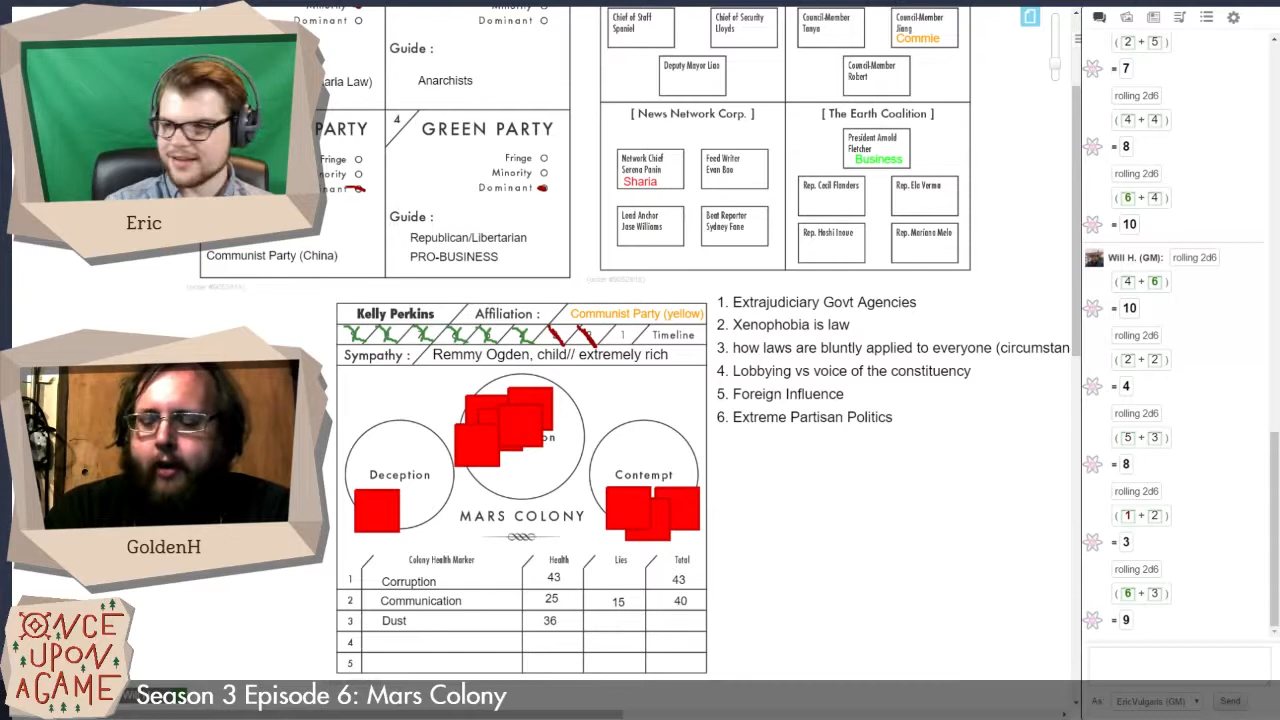 Dominant
Dominant
Guide :
Anarchists
aria Law)
PARTY
4
GREEN PARTY
Fringe
Fringe
nority
Minority
nant
Dominant
Guide :
Republican/Libertarian
PRO-BUSINESS
Communist Party (China)
Chief of Staff
Spaniel
Chief of Security
Lloyds
Deputy Mayor Liao
Council-Member
Tanya
Council-Member
Jiang
Commie
Council-Member
Robert
[ News Network Corp. ]
[ The Earth Coalition ]
Network Chief
Serena Panin
Sharia
Feed Writer
Evan Bao
Lead Anchor
Jase Williams
Beat Reporter
Sydney Fane
President Arnold
Fletcher
Business
Rep. Cecil Flanders
Rep. Ela Verma
Rep. Hoshi Inoue
Rep. Mariana Melo
Kelly Perkins
Affiliation :
Communist Party (yellow)
1
Timeline
Sympathy :
Remmy Ogden, child// extremely rich
on
Deception
Contempt
MARS COLONY
Colony Health Marker
Health
Lies
Total
1
Corruption
43
43
2
Communication
25
15
40
3
Dust
36
4
5
1. Extrajudiciary Govt Agencies
2. Xenophobia is law
3. how laws are bluntly applied to everyone (circumstan
4. Lobbying vs voice of the constituency
5. Foreign Influence
6. Extreme Partisan Politics
( 2 + 5 )
= 7
rolling 2d6
( 4 + 4 )
= 8
rolling 2d6
( 6 + 4 )
= 10
Will H. (GM): rolling 2d6
( 4 + 6 )
= 10
rolling 2d6
( 2 + 2 )
= 4
rolling 2d6
( 5 + 3 )
= 8
rolling 2d6
( 1 + 2 )
= 3
rolling 2d6
( 6 + 3 )
= 9
As:
EricVulgaris (GM)
Send
Eric
GoldenH
ONCE
UPON
A GAME
Season 3 Episode 6: Mars Colony